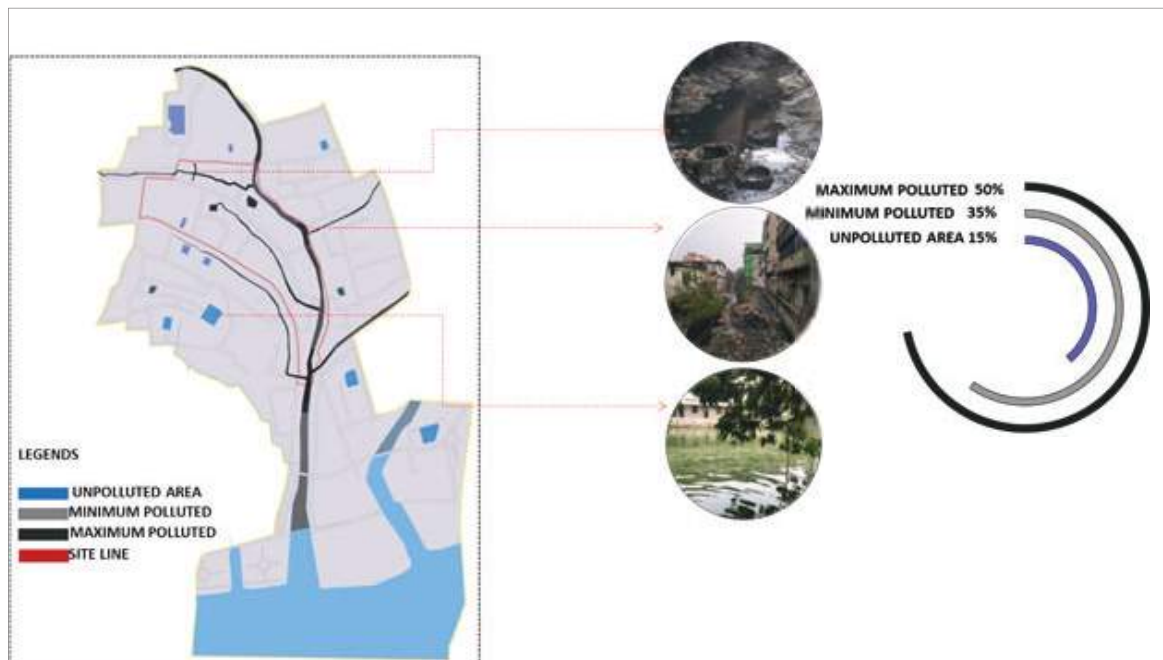 MAXIMUM POLLUTED 50%
MINIMUM POLLUTED 35%
UNPOLLUTED AREA 15%
LEGENDS
UNPOLLUTED AREA
MINIMUM POLLUTED
MAXIMUM POLLUTED
SITE LINE